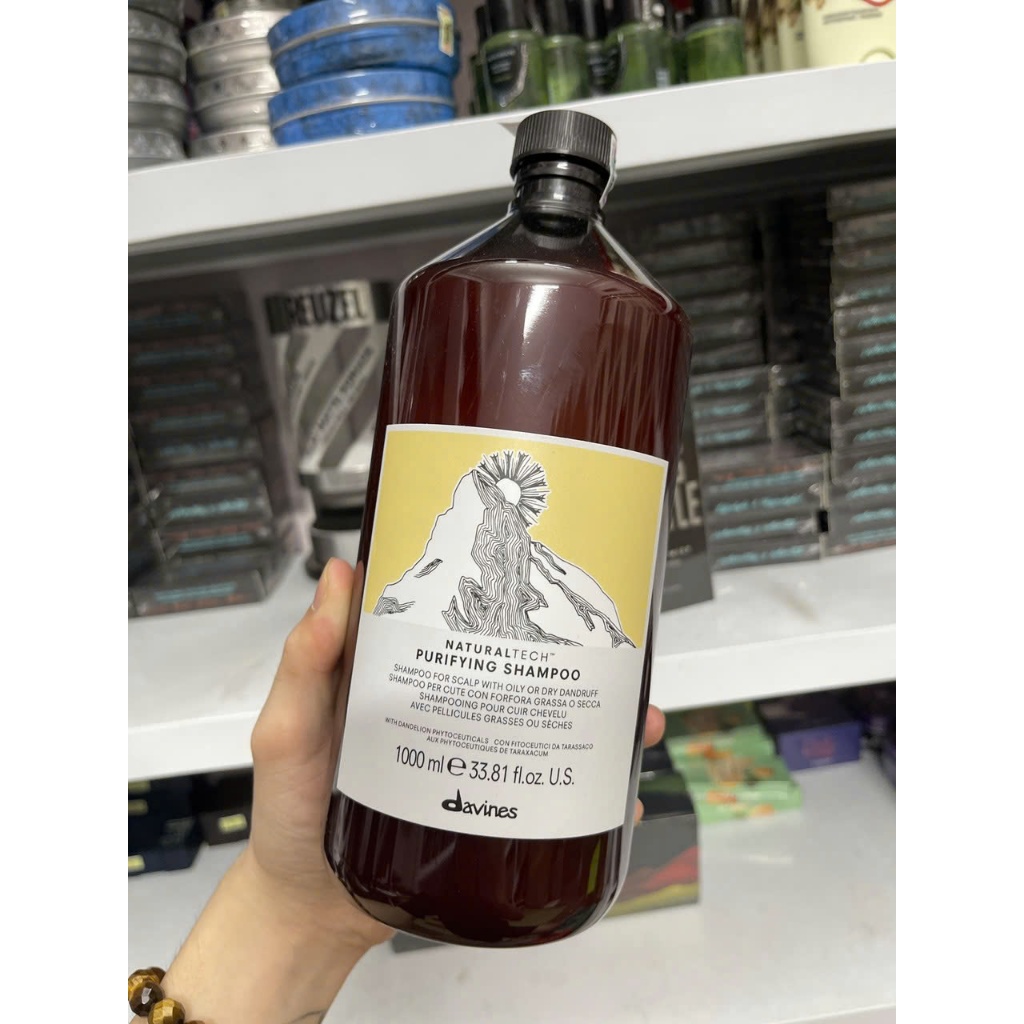 REUZEL
NATURALTECH™
PURIFYING SHAMPOO
SHAMPOO FOR SCALP WITH OILY OR DRY DANDRUFF
SHAMPOO PER CUTE CON FORFORA GRASSA O SECCA
SHAMPOOING POUR CUIR CHEVELU
AVEC PELLICULES GRASSES OU SÈCHES
WITH DANDELION PHYTOCEUTICALS . CON FITOCEUTICI DA TARASSACO
AUX PHYTOCEUTIQUES DE TARAXACUM
1000 ml ℮ 33.81 fl.oz. U.S.
davines